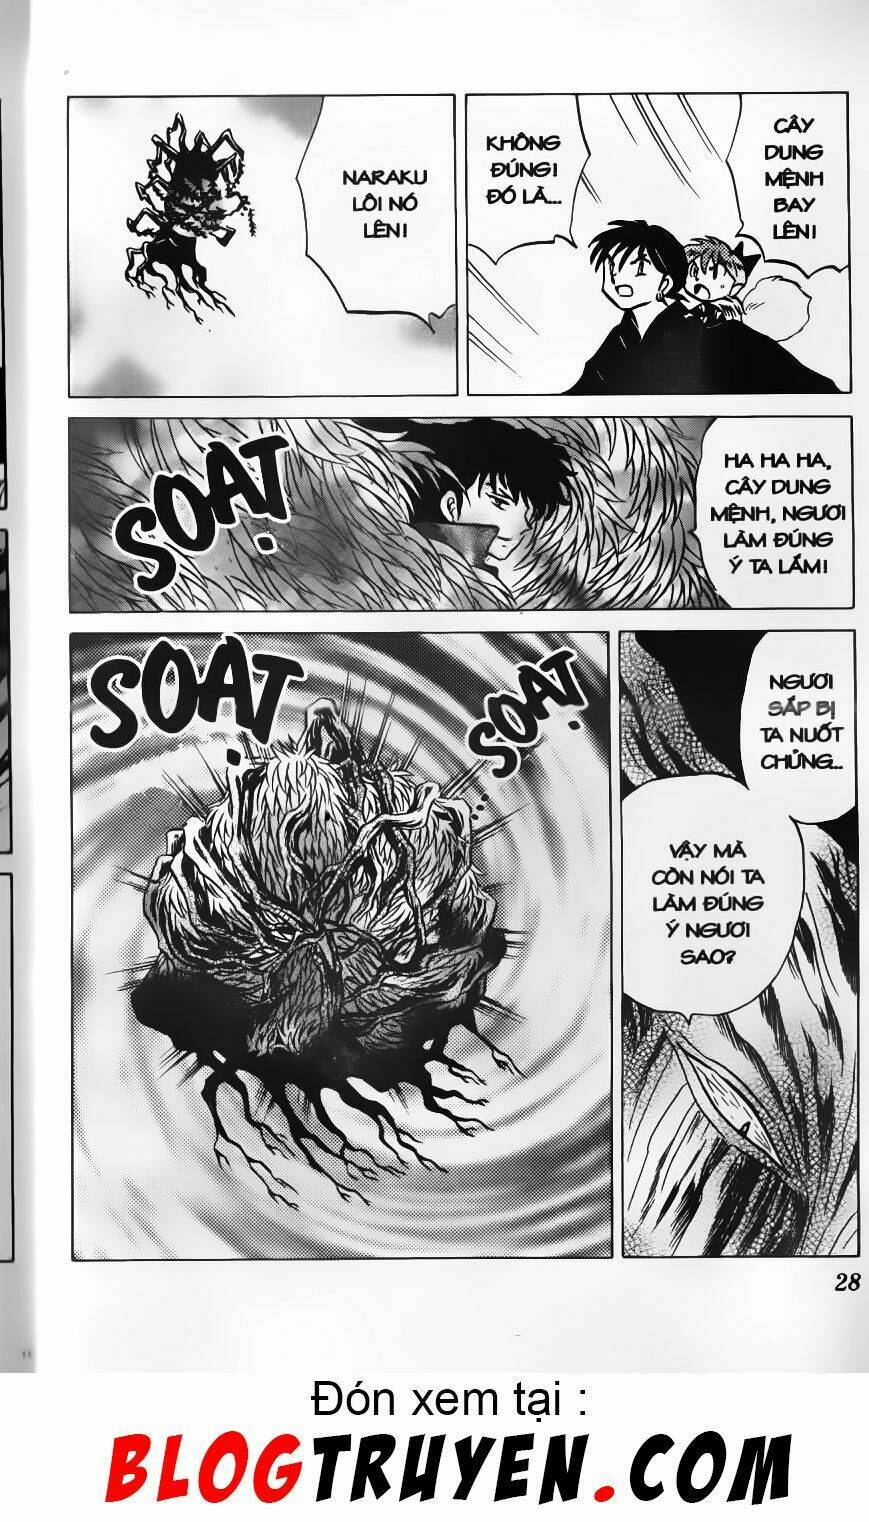 CÂY
DUNG
MỆNH
BAY
LÊN!
KHÔNG
ĐÚNG!
ĐÓ LÀ...
NARAKU
LÔI NÓ
LÊN!
HA HA HA,
CÂY DUNG
MỆNH, NGƯƠI
LÀM ĐÚNG
Ý TA LẮM!
SOẠT
NGƯƠI
SẮP BỊ
TA NUỐT
CHỬNG...
VẬY MÀ
CÒN NÓI TA
LÀM ĐÚNG
Ý NGƯƠI
SAO?
SOẠT
SOẠT
28
Đón xem tại :
BLOGTRUYEN.COM